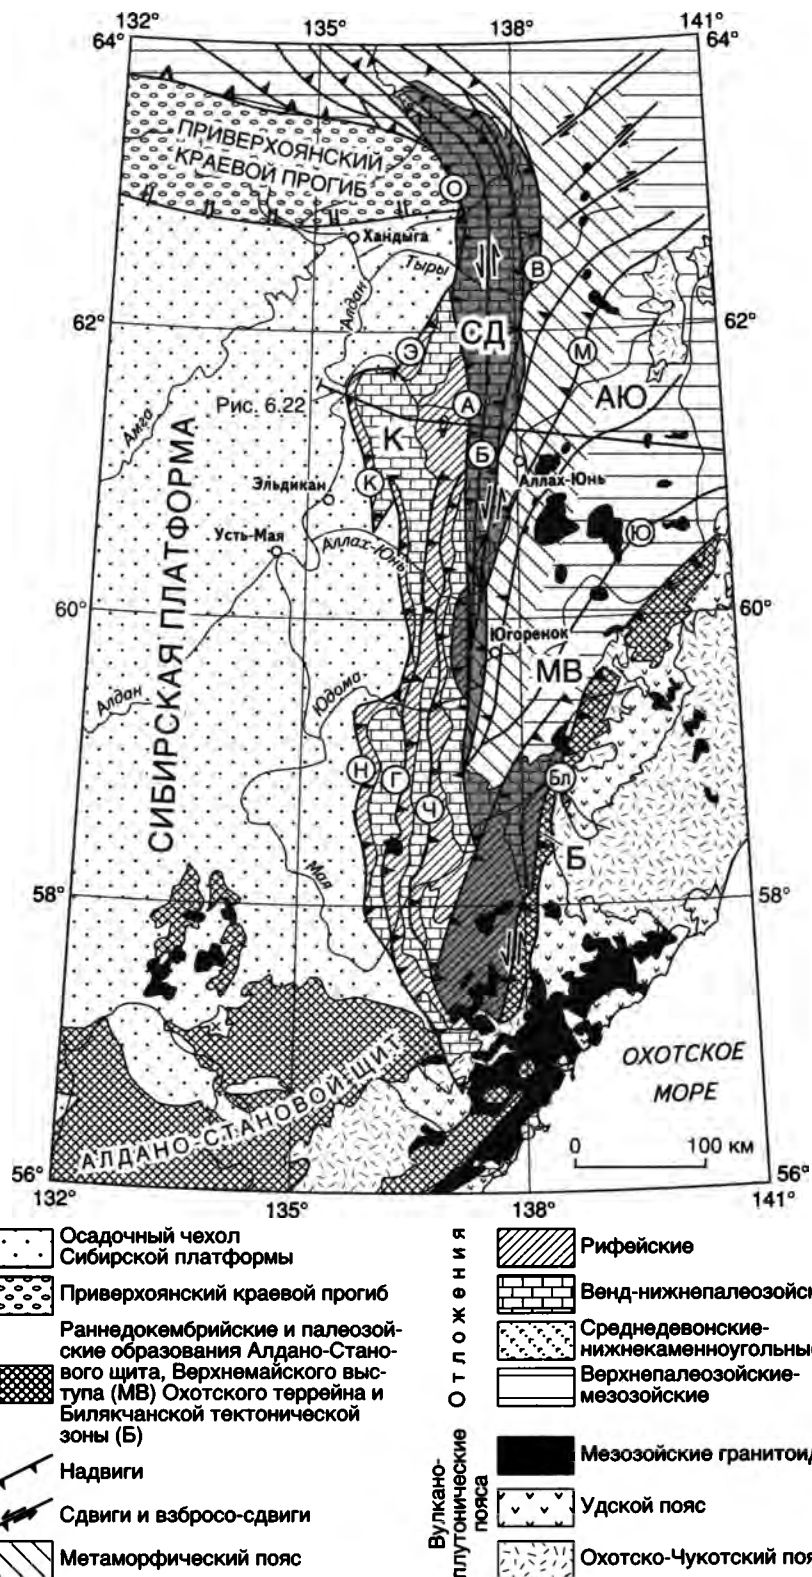 132°
135°
138°
141°
64°
64°
ПРИВЕРХОЯНСКИЙ
КРАЕВОЙ ПРОГИБ
О
Хандыга
Тыры
В
Алдан
62°
62°
СД
Э
М
Рис. 6.22
А
АЮ
Амга
К
Б
К
Эльдикан
Аллах-Юнь
Усть-Мая
Аллах-Юнь
Ю
СИБИРСКАЯ ПЛАТФОРМА
60°
60°
Югоренок
МВ
Алдан
Юдома
Н
Г
Бл
Ч
Б
Мая
58°
58°
ОХОТСКОЕ
МОРЕ
АЛДАНО-СТАНОВОЙ ЩИТ
0
100 км
56°
56°
132°
135°
138°
141°
Осадочный чехол
Сибирской платформы
Приверхоянский краевой прогиб
Раннедокембрийские и палеозой-
ские образования Алдано-Стано-
вого щита, Верхнемайского выс-
тупа (МВ) Охотского террейна и
Билякчанской тектонической
зоны (Б)
Надвиги
Сдвиги и взбросо-сдвиги
Метаморфический пояс
Отложения
Рифейские
Венд-нижнепалеозойск
Среднедевонские-
нижнекаменноугольные
Верхнепалеозойские-
мезозойские
Вулкано-
плутонические
пояса
Мезозойские гранитоид
Удской пояс
Охотско-Чукотский поя